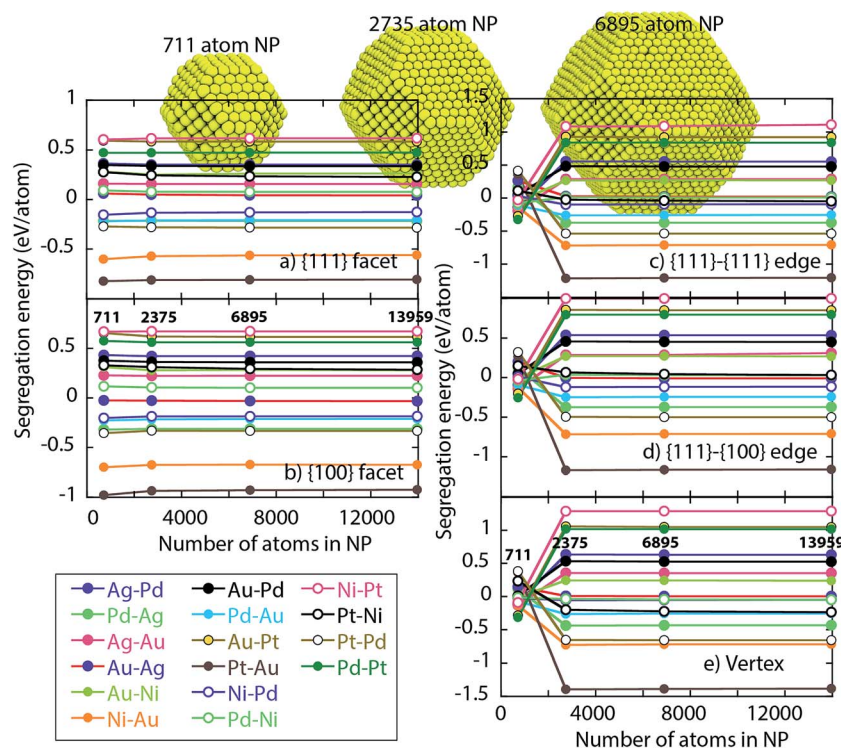 711 atom NP
2735 atom NP
6895 atom NP
Segregation energy (eV/atom)
1
0.5
0
-0.5
a) {111} facet
711 2375 6895 13959
0.5
0
-0.5
-1
b) {100} facet
0 4000 8000 12000
Number of atoms in NP
Ag-Pd Au-Pd Ni-Pt
Pd-Ag Pd-Au Pt-Ni
Ag-Au Au-Pt Pt-Pd
Au-Ag Pt-Au Pd-Pt
Au-Ni Ni-Pd
Ni-Au Pd-Ni
Segregation energy (eV/atom)
1.5
1
0.5
0
-0.5
-1
c) {111}-{111} edge
0.5
0
-0.5
-1
d) {111}-{100} edge
1
0.5
0
-0.5
-1
-1.5
711 2375 6895 13959
e) Vertex
0 4000 8000 12000
Number of atoms in NP